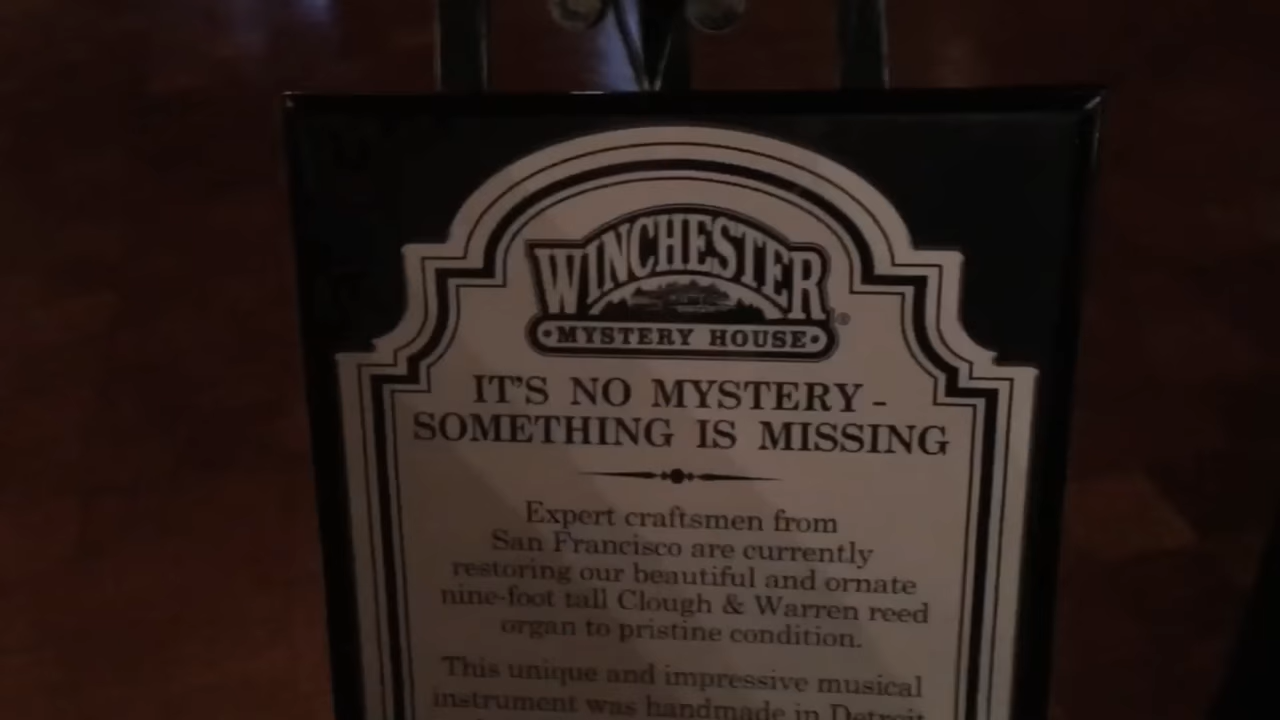 WINCHESTER®
•MYSTERY HOUSE•
IT'S NO MYSTERY -
SOMETHING IS MISSING
Expert craftsmen from
San Francisco are currently
restoring our beautiful and ornate
nine-foot tall Clough & Warren reed
organ to pristine condition.
This unique and impressive musical
instrument was handmade in Detroit